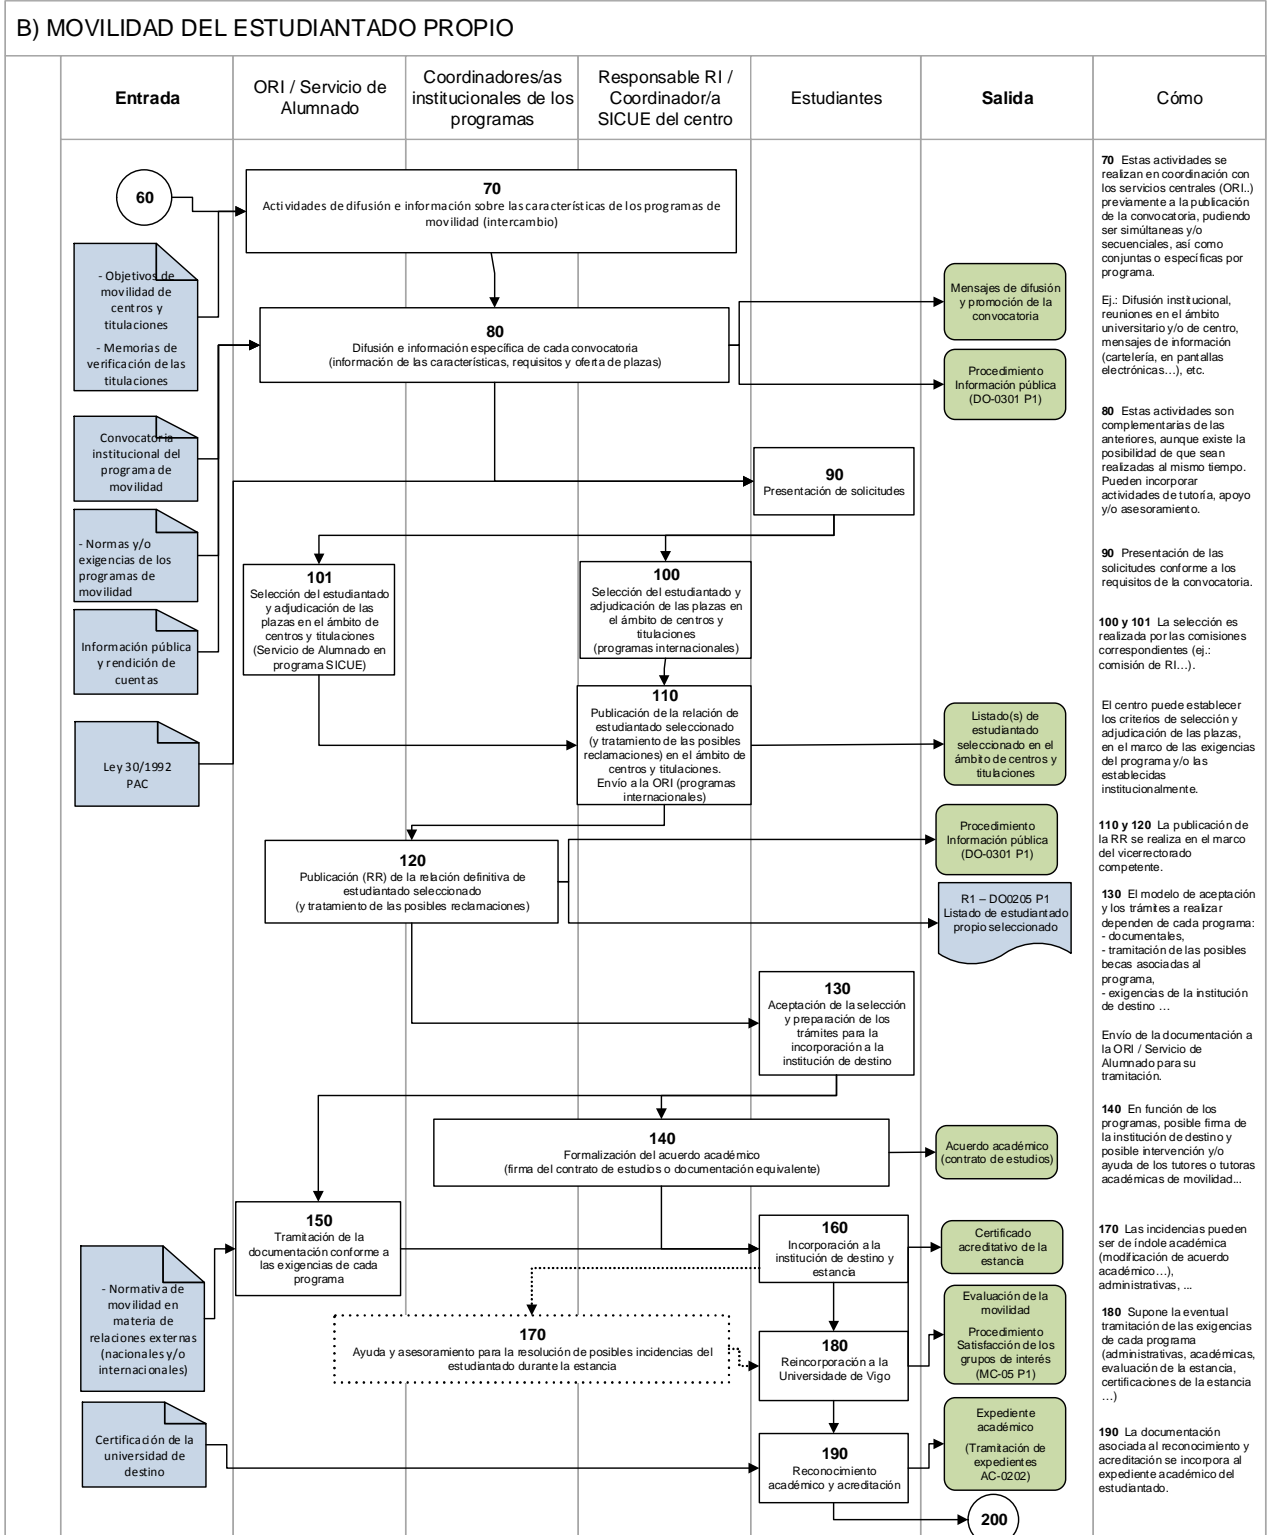 B) MOVILIDAD DEL ESTUDIANTADO PROPIO
Entrada
ORI / Servicio de
Alumnado
Coordinadores/as
institucionales de los
programas
Responsable RI /
Coordinador/a
SICUE del centro
Estudiantes
Salida
Cómo
60
70
Actividades de difusión e información sobre las características de los programas de
movilidad (intercambio)
- Objetivos de
movilidad de
centros y
titulaciones
- Memorias de
verificación de las
titulaciones
80
Difusión e información específica de cada convocatoria
(información de las características, requisitos y oferta de plazas)
Mensajes de difusión
y promoción de la
convocatoria
Procedimiento
Información pública
(DO-0301 P1)
Convocatoria
institucional del
programa de
movilidad
90
Presentación de solicitudes
- Normas y/o
exigencias de los
programas de
movilidad
101
Selección del estudiantado
y adjudicación de las
plazas en el ámbito de
centros y titulaciones
(Servicio de Alumnado en
programa SICUE)
100
Selección del estudiantado y
adjudicación de las plazas en
el ámbito de centros y
titulaciones
(programas internacionales)
Información pública
y rendición de
cuentas
110
Publicación de la relación de
estudiantado seleccionado
(y tratamiento de las posibles
reclamaciones) en el ámbito de
centros y titulaciones.
Envío a la ORI (programas
internacionales)
Listado(s) de
estudiantado
seleccionado en el
ámbito de centros y
titulaciones
Ley 30/1992
PAC
120
Publicación (RR) de la relación definitiva de
estudiantado seleccionado
(y tratamiento de las posibles reclamaciones)
Procedimiento
Información pública
(DO-0301 P1)
R1 – DO0205 P1
Listado de estudiantado
propio seleccionado
130
Aceptación de la selección
y preparación de los
trámites para la
incorporación a la
institución de destino
140
Formalización del acuerdo académico
(firma del contrato de estudios o documentación equivalente)
Acuerdo académico
(contrato de estudios)
150
Tramitación de la
documentación conforme a
las exigencias de cada
programa
160
Incorporación a la
institución de destino y
estancia
Certificado
acreditativo de la
estancia
- Normativa de
movilidad en
materia de
relaciones externas
(nacionales y/o
internacionales)
170
Ayuda y asesoramiento para la resolución de posibles incidencias del
estudiantado durante la estancia
180
Reincorporación a la
Universidade de Vigo
Evaluación de la
movilidad
Procedimiento
Satisfacción de los
grupos de interés
(MC-05 P1)
Certificación de la
universidad de
destino
190
Reconocimiento
académico y acreditación
Expediente
académico
(Tramitación de
expedientes
AC-0202)
200
70 Estas actividades se
realizan en coordinación con
los servicios centrales (ORI..)
previamente a la publicación
de la convocatoria, pudiendo
ser simúltaneas y/o
secuenciales, así como
conjuntas o específicas por
programa.
Ej.: Difusión institucional,
reuniones en el ámbito
universitario y/o de centro,
mensajes de información
(cartelería, en pantallas
electrónicas…), etc.
80 Estas actividades son
complementarias de las
anteriores, aunque existe la
posibilidad de que sean
realizadas al mismo tiempo.
Pueden incorporar
actividades de tutoría, apoyo
y/o asesoramiento.
90 Presentación de las
solicitudes conforme a los
requisitos de la convocatoria.
100 y 101 La selección es
realizada por las comisiones
correspondientes (ej.:
comisión de RI…).
El centro puede establecer
los criterios de selección y
adjudicación de las plazas,
en el marco de las exigencias
del programa y/o las
establecidas
institucionalmente.
110 y 120 La publicación de
la RR se realiza en el marco
del vicerrectorado
competente.
130 El modelo de aceptación
y los trámites a realizar
dependen de cada programa:
- documentales,
- tramitación de las posibles
becas asociadas al
programa,
- exigencias de la institución
de destino …
Envío de la documentación a
la ORI / Servicio de
Alumnado para su
tramitación.
140 En función de los
programas, posible firma de
la institución de destino y
posible intervención y/o
ayuda de los tutores o tutoras
académicas de movilidad...
170 Las incidencias pueden
ser de índole académica
(modificación de acuerdo
académico…),
administrativas, ...
180 Supone la eventual
tramitación de las exigencias
de cada programa
(administrativas, académicas,
evaluación de la estancia,
certificaciones de la estancia
…)
190 La documentación
asociada al reconocimiento y
acreditación se incorpora al
expediente académico del
estudiantado.